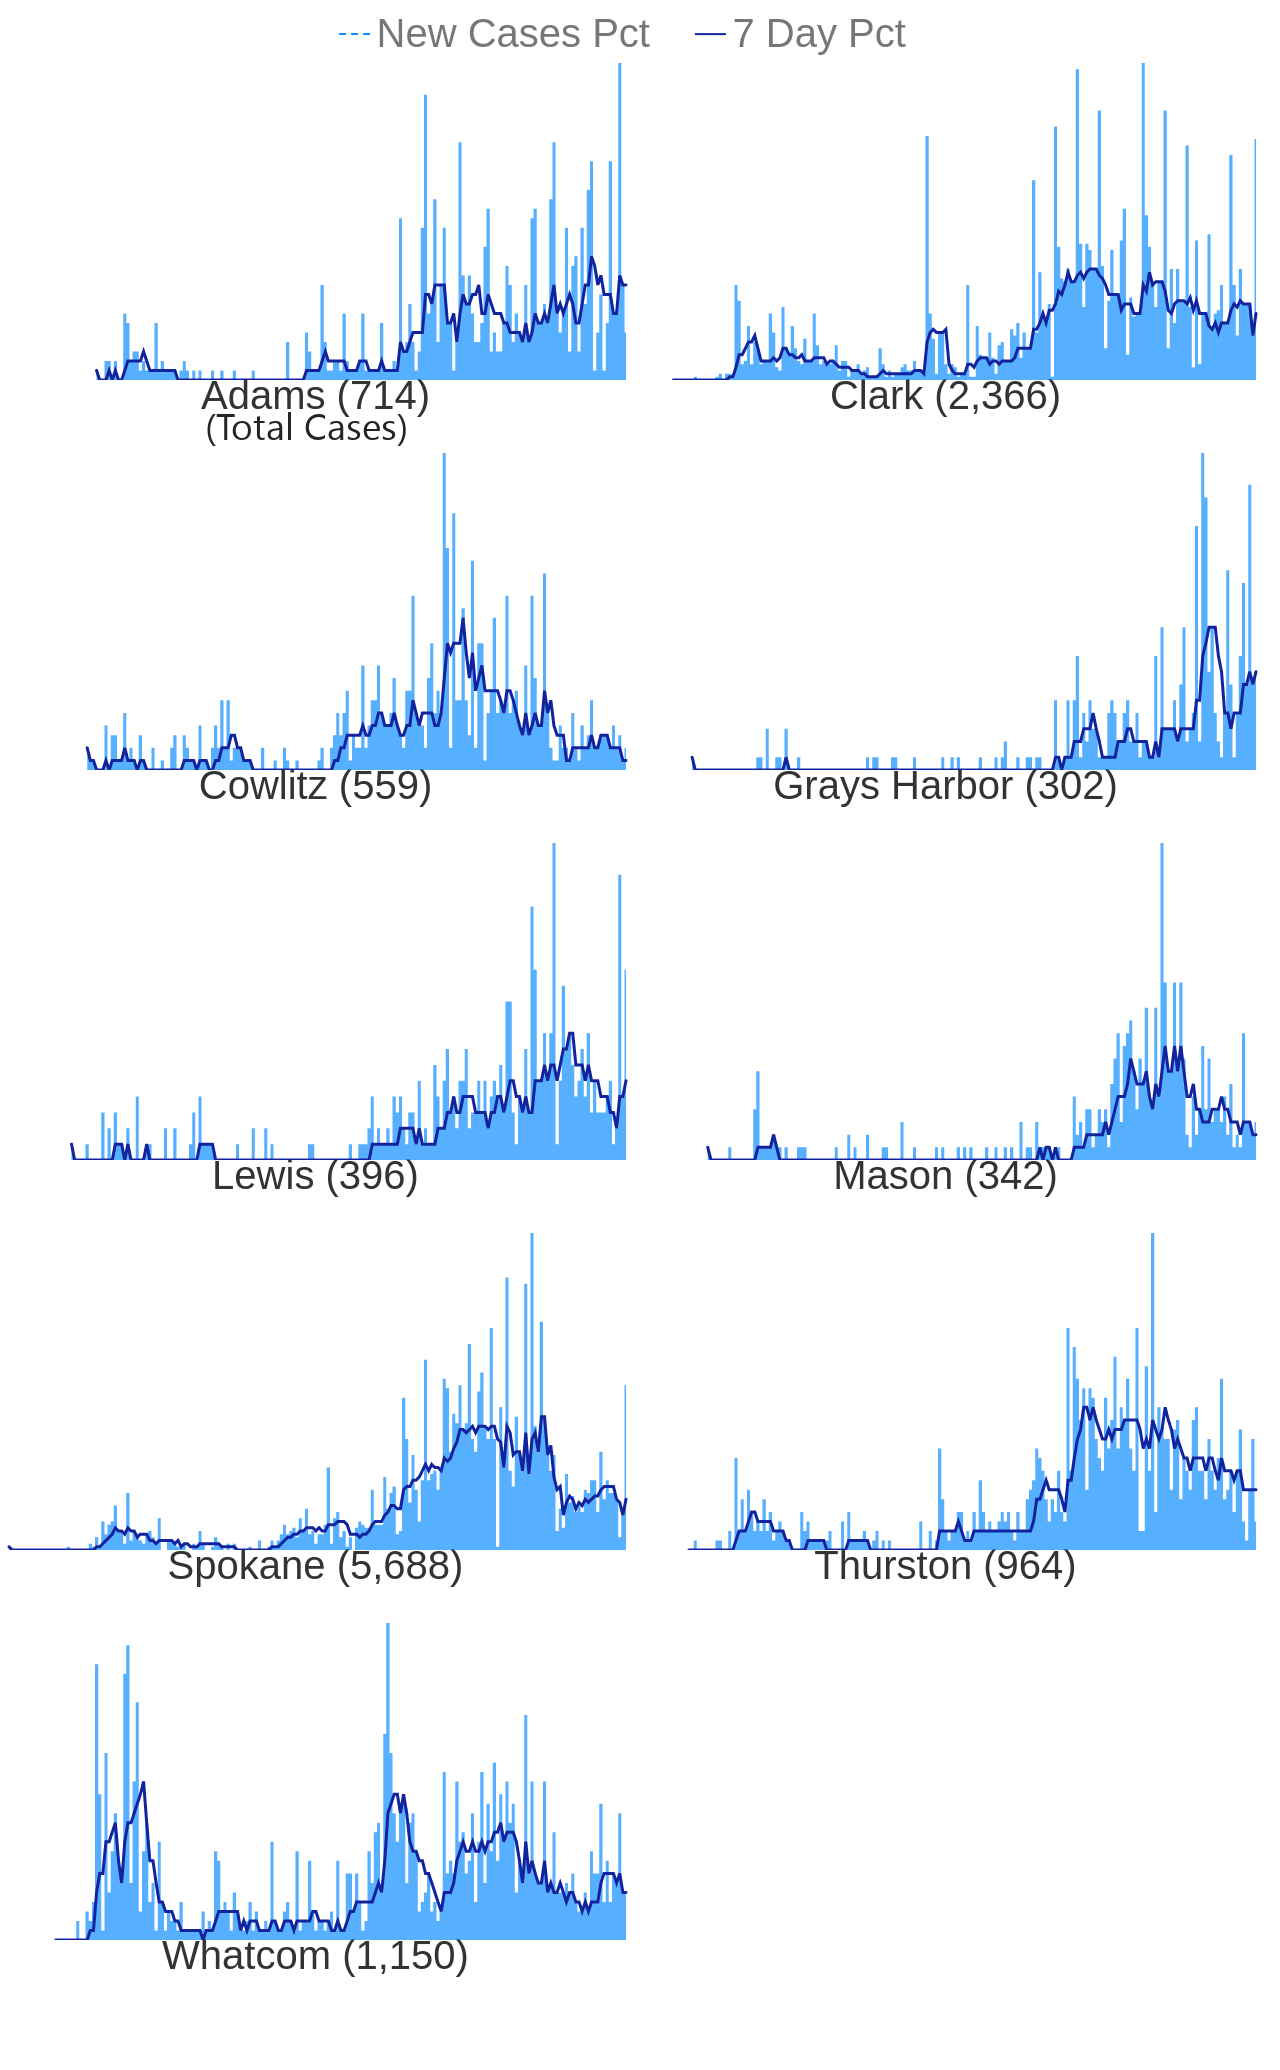 New Cases Pct 7 Day Pct
Adams (714) Clark (2,366)
(Total Cases)
Cowlitz (559) Grays Harbor (302)
Lewis (396) Mason (342)
Spokane (5,688) Thurston (964)
Whatcom (1,150)